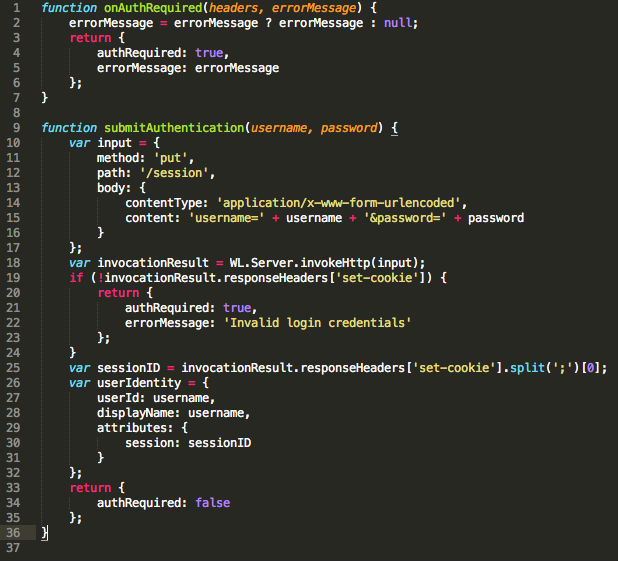 1 function onAuthRequired(headers, errorMessage) {
2     errorMessage = errorMessage ? errorMessage : null;
3     return {
4         authRequired: true,
5         errorMessage: errorMessage
6     };
7 }
8
9 function submitAuthentication(username, password) {
10     var input = {
11         method: 'put',
12         path: '/session',
13         body: {
14             contentType: 'application/x-www-form-urlencoded',
15             content: 'username=' + username + '&password=' + password
16         }
17     };
18     var invocationResult = WL.Server.invokeHttp(input);
19     if (!invocationResult.responseHeaders['set-cookie']) {
20         return {
21             authRequired: true,
22             errorMessage: 'Invalid login credentials'
23         };
24     }
25     var sessionID = invocationResult.responseHeaders['set-cookie'].split(';')[0];
26     var userIdentity = {
27         userId: username,
28         displayName: username,
29         attributes: {
30             session: sessionID
31         }
32     };
33     return {
34         authRequired: false
35     };
36 }
37